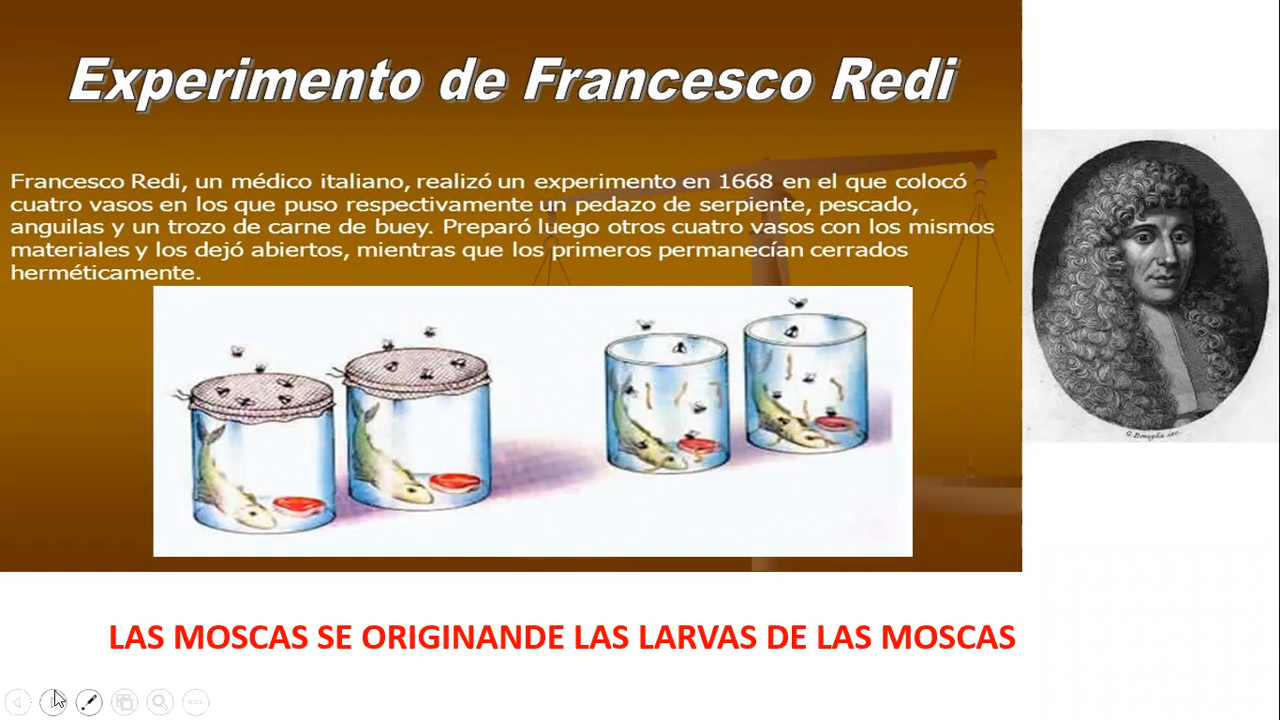 Experimento de Francesco Redi
Francesco Redi, un médico italiano, realizó un experimento en 1668 en el que colocó
cuatro vasos en los que puso respectivamente un pedazo de serpiente, pescado,
anguilas y un trozo de carne de buey. Preparó luego otros cuatro vasos con los mismos
materiales y los dejó abiertos, mientras que los primeros permanecían cerrados
herméticamente.
LAS MOSCAS SE ORIGINANDE LAS LARVAS DE LAS MOSCAS